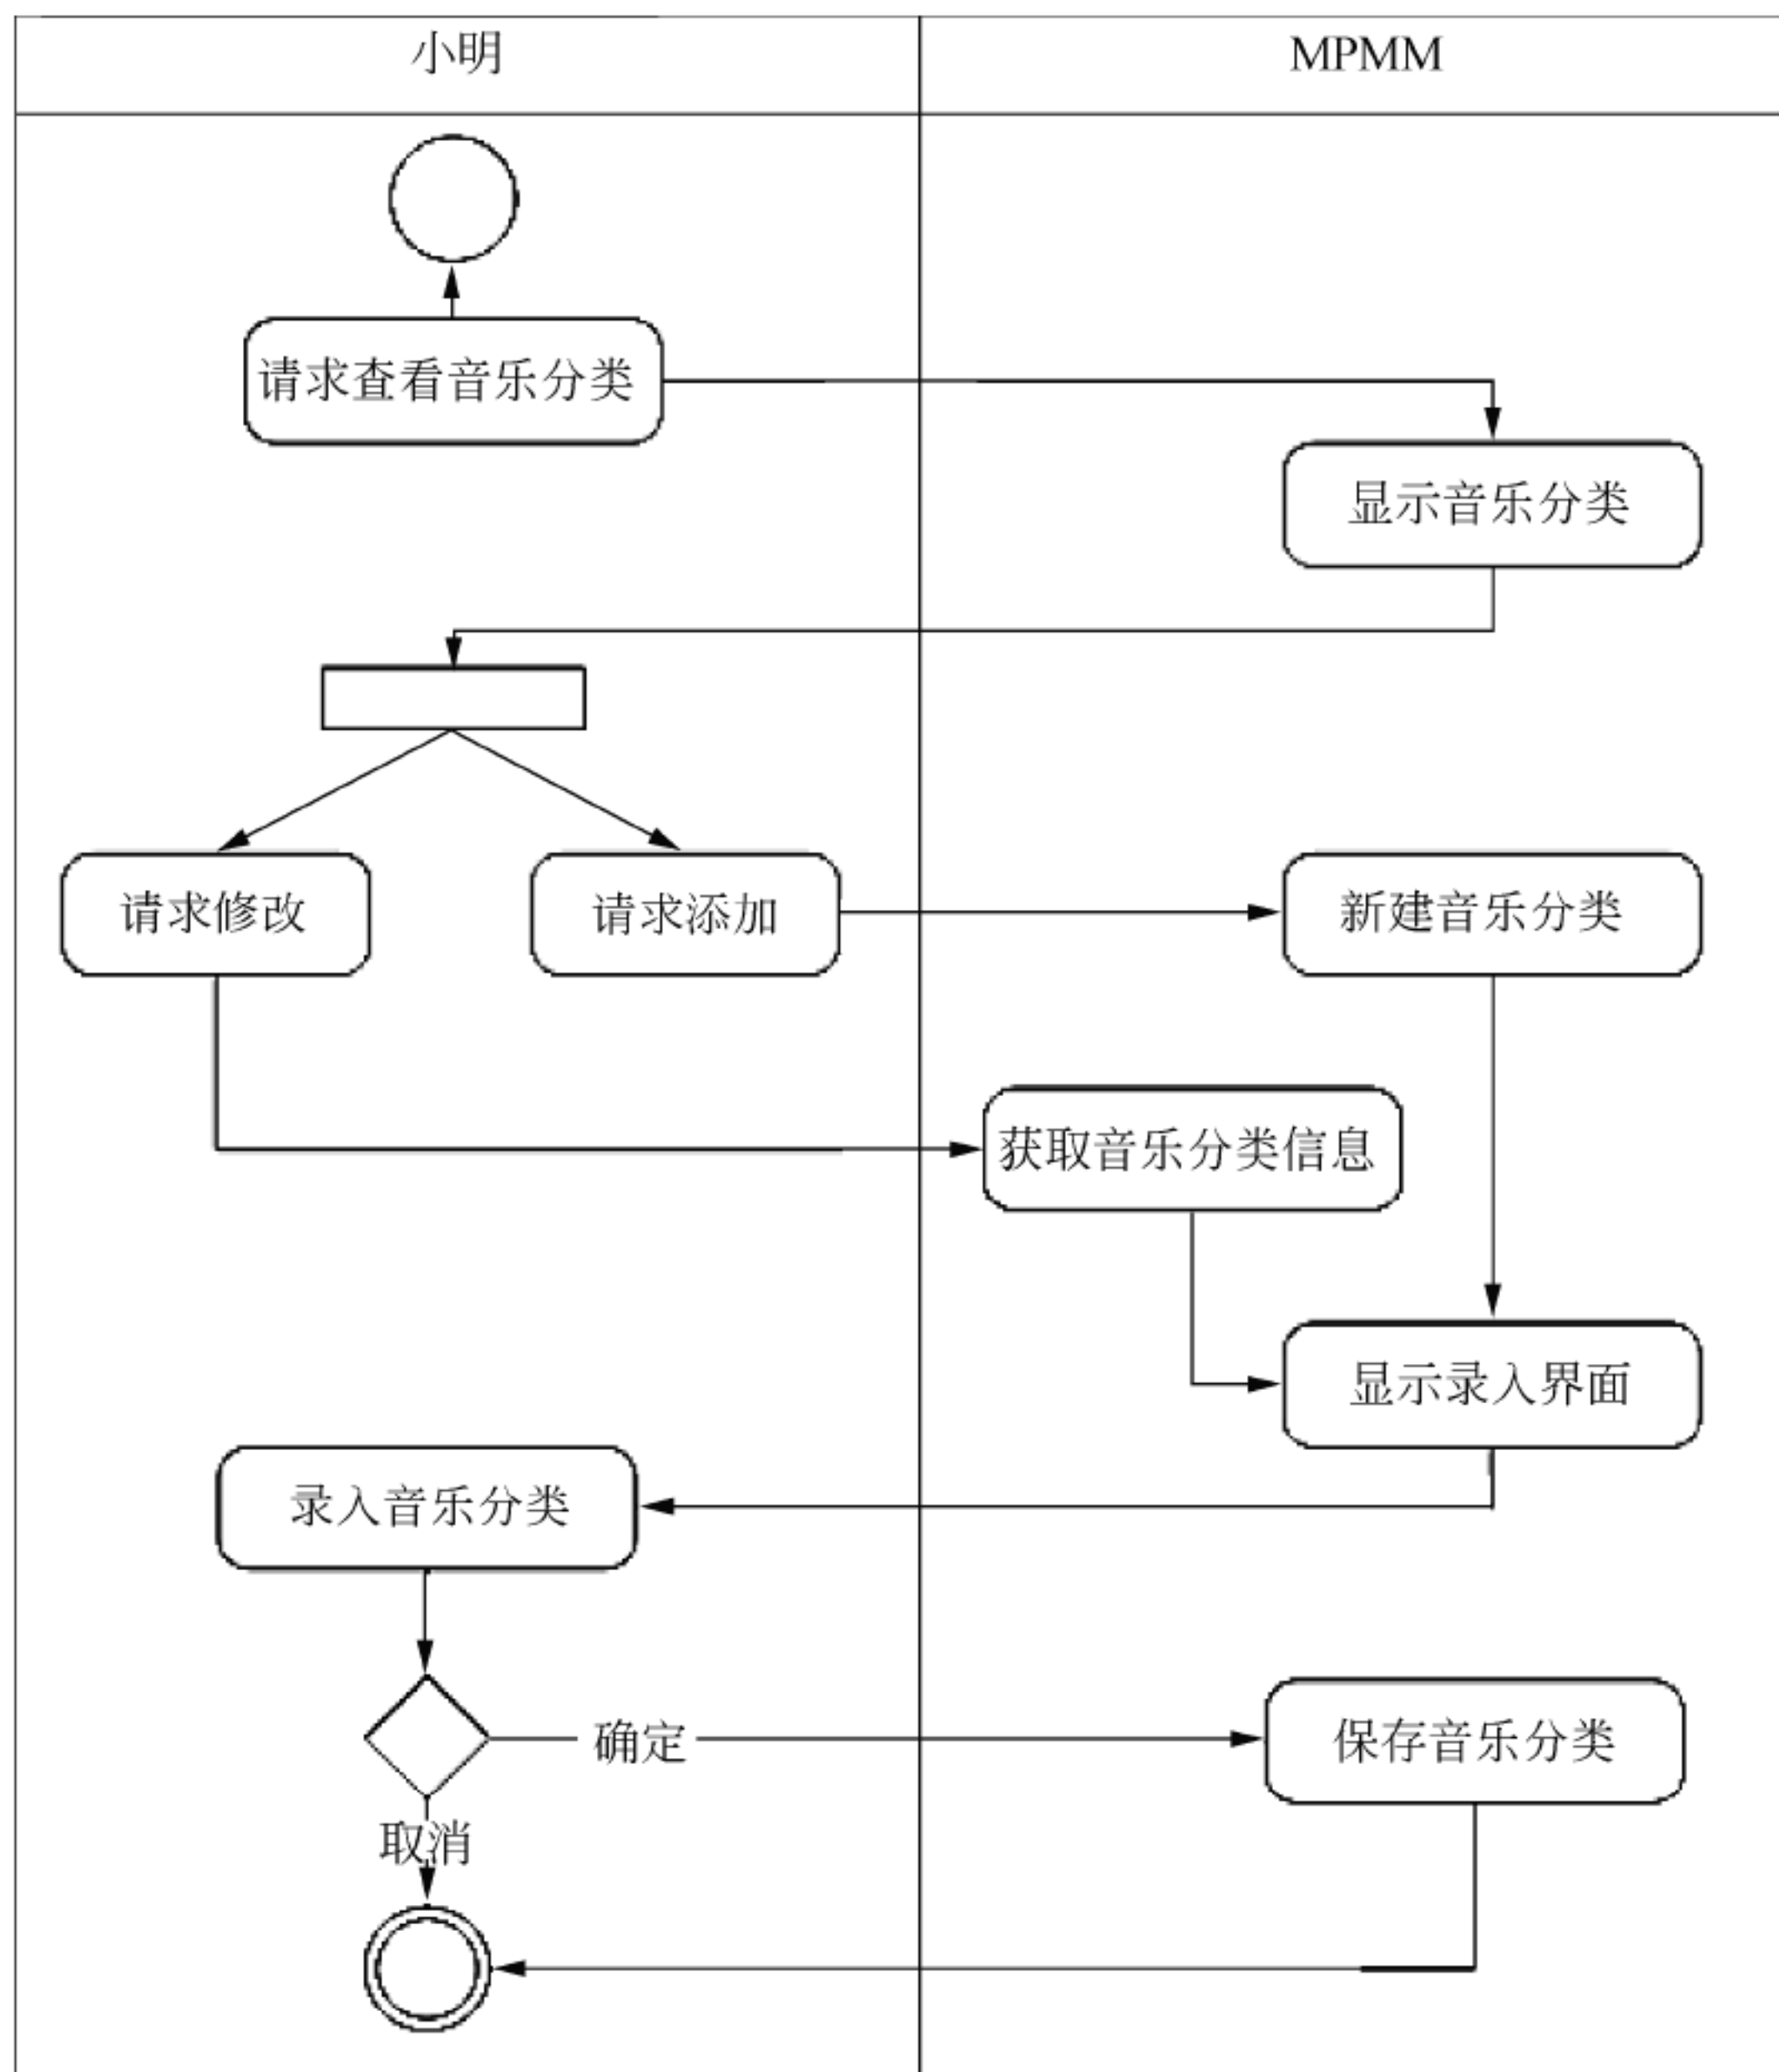 小明
MPMM
请求查看音乐分类
显示音乐分类
请求修改
请求添加
新建音乐分类
获取音乐分类信息
显示录入界面
录入音乐分类
确定
保存音乐分类
取消